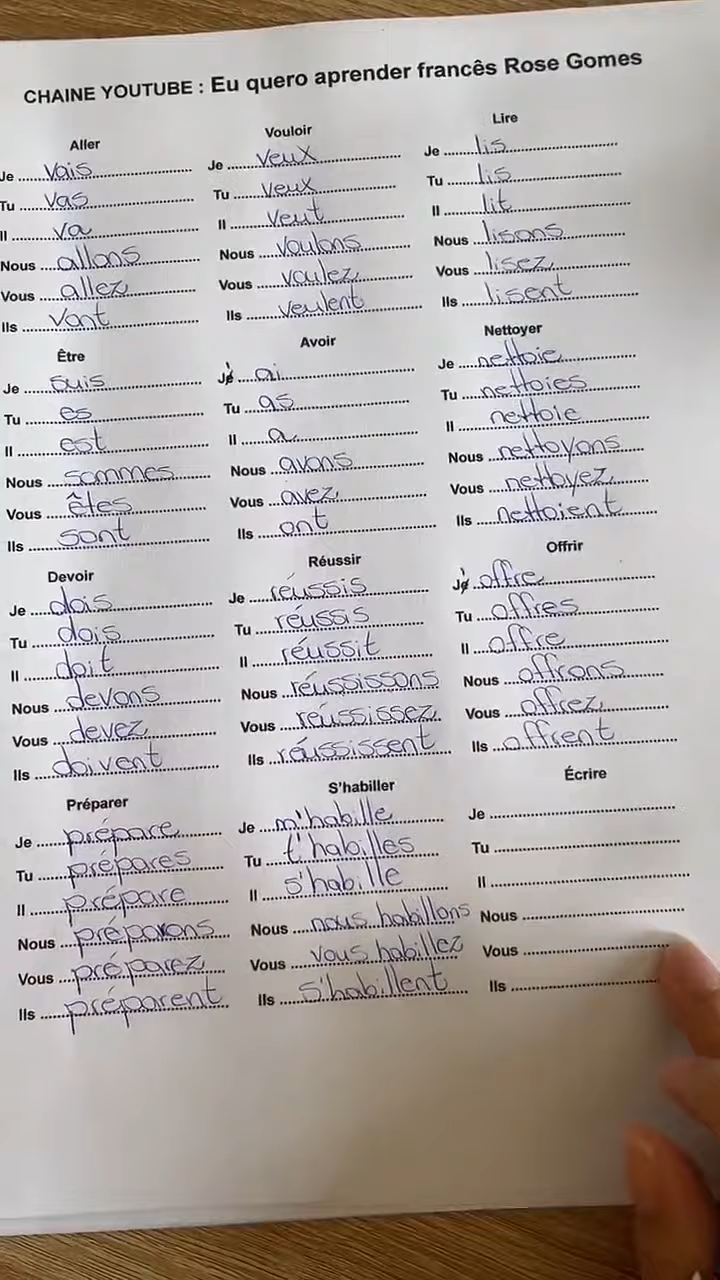 CHAINE YOUTUBE : Eu quero aprender francês Rose Gomes
Aller
Je vais
Tu vas
Il va
Nous allons
Vous allez
Ils vont
Vouloir
Je veux
Tu veux
Il veut
Nous voulons
Vous voulez
Ils veulent
Lire
Je lis
Tu lis
Il lit
Nous lisons
Vous lisez
Ils lisent
Être
Je suis
Tu es
Il est
Nous sommes
Vous êtes
Ils sont
Avoir
J' ai
Tu as
Il a
Nous avons
Vous avez
Ils ont
Nettoyer
Je nettoie
Tu nettoies
Il nettoie
Nous nettoyons
Vous nettoyez
Ils nettoient
Devoir
Je dois
Tu dois
Il doit
Nous devons
Vous devez
Ils doivent
Réussir
Je réussis
Tu réussis
Il réussit
Nous réussissons
Vous réussissez
Ils réussissent
Offrir
J' offre
Tu offres
Il offre
Nous offrons
Vous offrez
Ils offrent
Préparer
Je prépare
Tu prépares
Il prépare
Nous préparons
Vous préparez
Ils préparent
S'habiller
Je m'habille
Tu t'habilles
Il s'habille
Nous nous habillons
Vous vous habillez
Ils s'habillent
Écrire
Je
Tu
Il
Nous
Vous
Ils